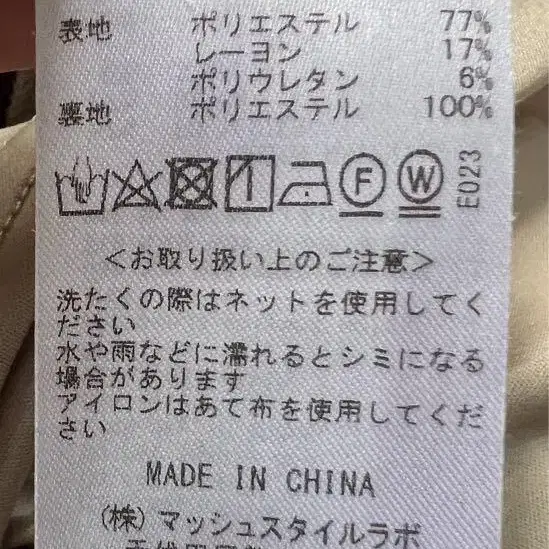 表地 ポリエステル 77%
レーヨン 17%
ポリウレタン 6%
裏地 ポリエステル 100%
F W E023
<お取り扱い上のご注意>
洗たくの際はネットを使用してく
ださい
水や雨などに濡れるとシミになる
場合があります
アイロンはあて布を使用してくだ
さい
MADE IN CHINA
(株)マッシュスタイルラボ